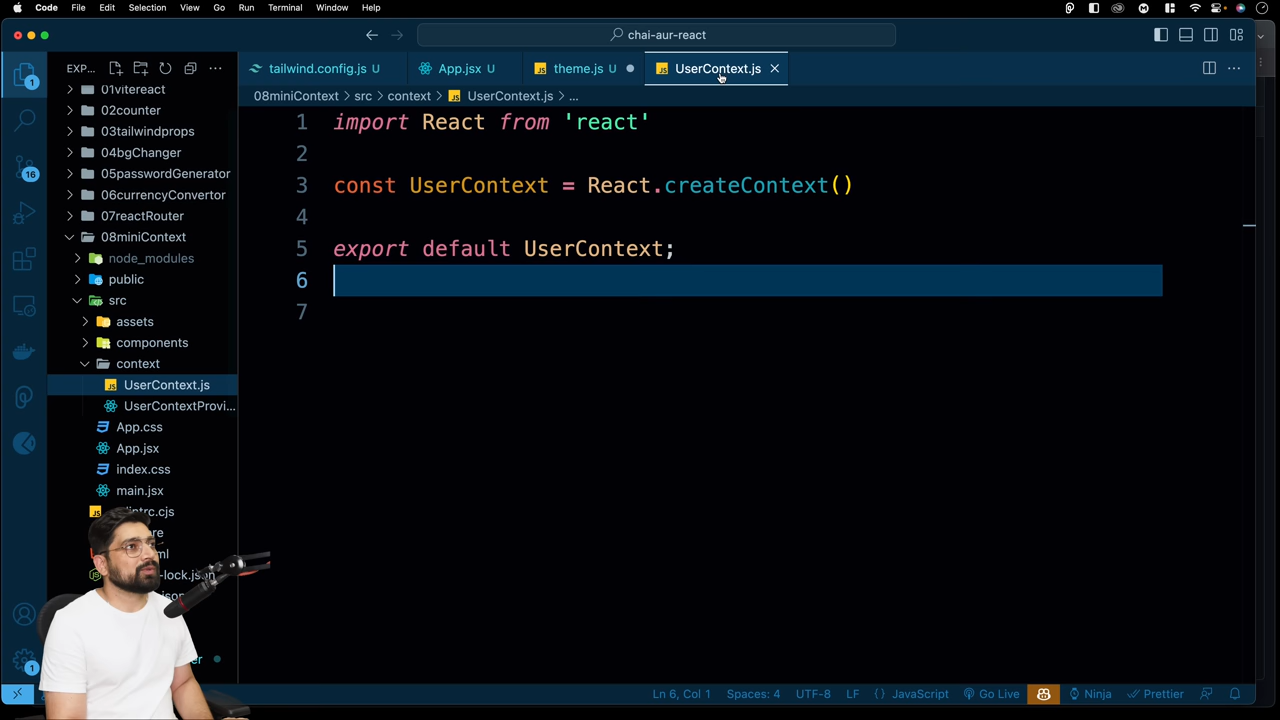 Code File Edit Selection View Go Run Terminal Window Help
chai-aur-react
EXP...
tailwind.config.js U
App.jsx U
theme.js U
UserContext.js
08miniContext > src > context > UserContext.js > ...
01vitereact
02counter
03tailwindprops
04bgChanger
05passwordGenerator
06currencyConvertor
07reactRouter
08miniContext
node_modules
public
src
assets
components
context
UserContext.js
UserContextProvi...
App.css
App.jsx
index.css
main.jsx
1
16
1
1 import React from 'react'
2
3 const UserContext = React.createContext()
4
5 export default UserContext;
6
7
Ln 6, Col 1 Spaces: 4 UTF-8 LF {} JavaScript Go Live Ninja Prettier